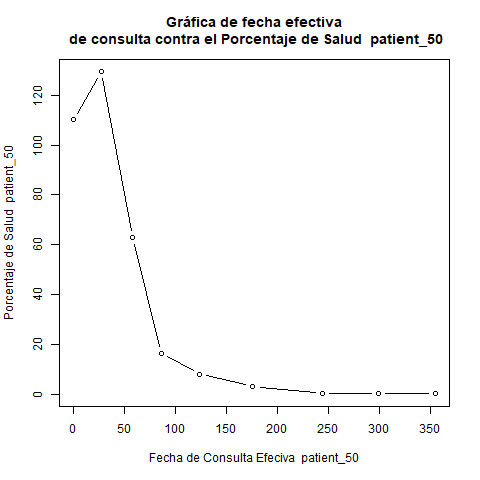 Gráfica de fecha efectiva
de consulta contra el Porcentaje de Salud patient_50
Porcentaje de Salud patient_50
120
100
80
60
40
20
0
0 50 100 150 200 250 300 350
Fecha de Consulta Efeciva patient_50